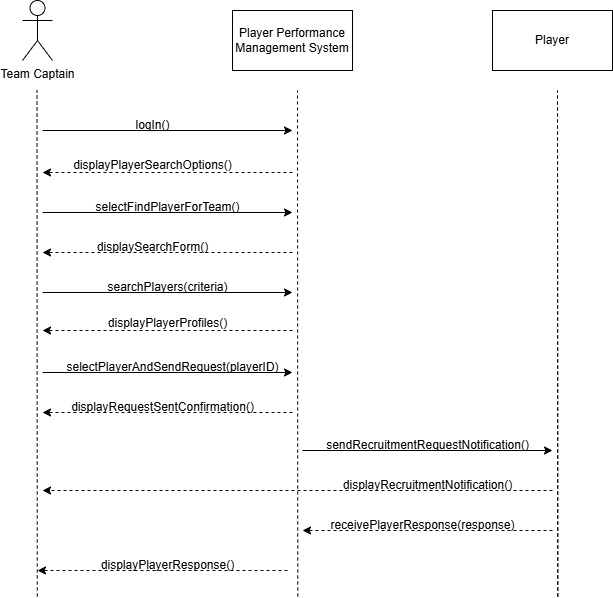 Player Performance
Management System
Player
Team Captain
logIn()
displayPlayerSearchOptions()
selectFindPlayerForTeam()
displaySearchForm()
searchPlayers(criteria)
displayPlayerProfiles()
selectPlayerAndSendRequest(playerID)
displayRequestSentConfirmation()
sendRecruitmentRequestNotification()
displayRecruitmentNotification()
receivePlayerResponse(response)
displayPlayerResponse()